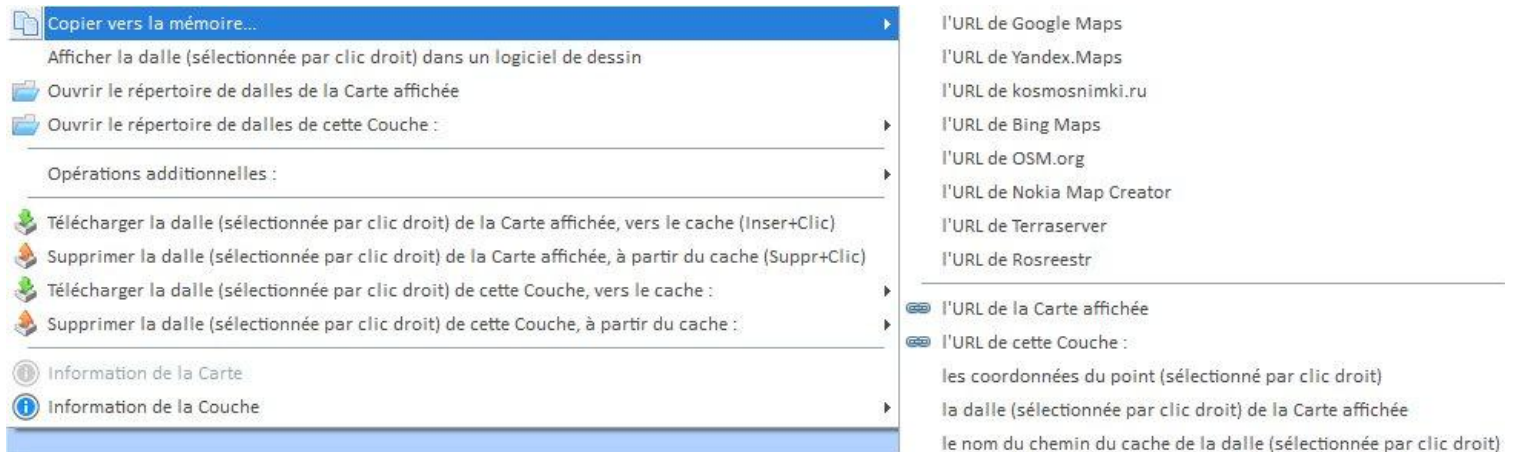 Copier vers la mémoire...
Afficher la dalle (sélectionnée par clic droit) dans un logiciel de dessin
Ouvrir le répertoire de dalles de la Carte affichée
Ouvrir le répertoire de dalles de cette Couche :
Opérations additionnelles :
Télécharger la dalle (sélectionnée par clic droit) de la Carte affichée, vers le cache (Inser+Clic)
Supprimer la dalle (sélectionnée par clic droit) de la Carte affichée, à partir du cache (Suppr+Clic)
Télécharger la dalle (sélectionnée par clic droit) de cette Couche, vers le cache :
Supprimer la dalle (sélectionnée par clic droit) de cette Couche, à partir du cache :
Information de la Carte
Information de la Couche
l'URL de Google Maps
l'URL de Yandex.Maps
l'URL de kosmosnimki.ru
l'URL de Bing Maps
l'URL de OSM.org
l'URL de Nokia Map Creator
l'URL de Terraserver
l'URL de Rosreestr
l'URL de la Carte affichée
l'URL de cette Couche :
les coordonnées du point (sélectionné par clic droit)
la dalle (sélectionnée par clic droit) de la Carte affichée
le nom du chemin du cache de la dalle (sélectionnée par clic droit)